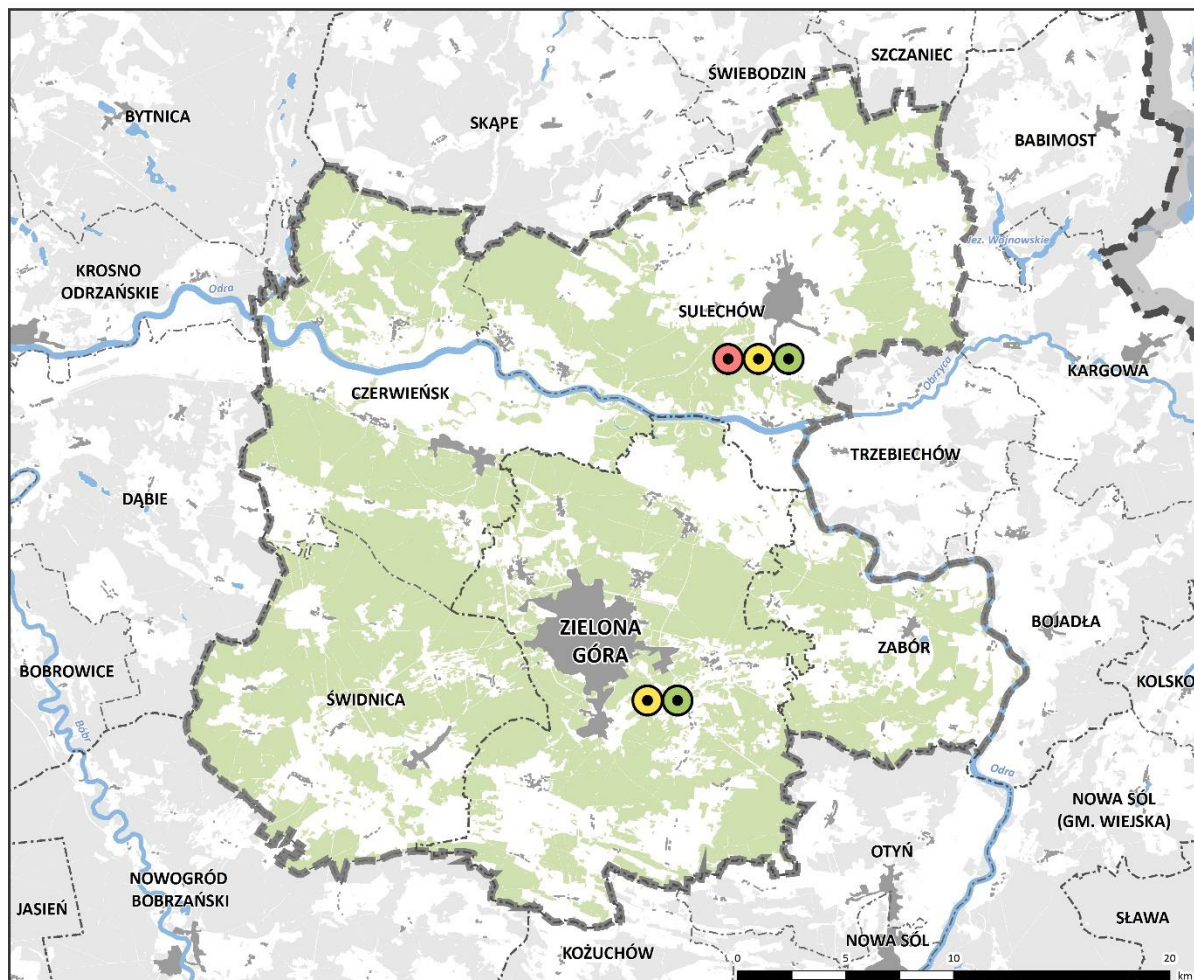 SZCZANIEC
ŚWIEBODZIN
BYTNICA
SKĄPE
BABIMOST
Jez. Wojnowskie
KROSNO
ODRZAŃSKIE
Odra
SULECHÓW
Obrzyca
KARGOWA
CZERWIEŃSK
TRZEBIECHÓW
DĄBIE
ZIELONA
GÓRA
BOJADŁA
ZABÓR
BOBROWICE
KOLSKO
ŚWIDNICA
Bóbr
Odra
NOWA SÓL
(GM. WIEJSKA)
OTYŃ
NOWOGRÓD
BOBRZAŃSKI
JASIEŃ
SŁAWA
KOŻUCHÓW
NOWA SÓL
0 5 10 20
km